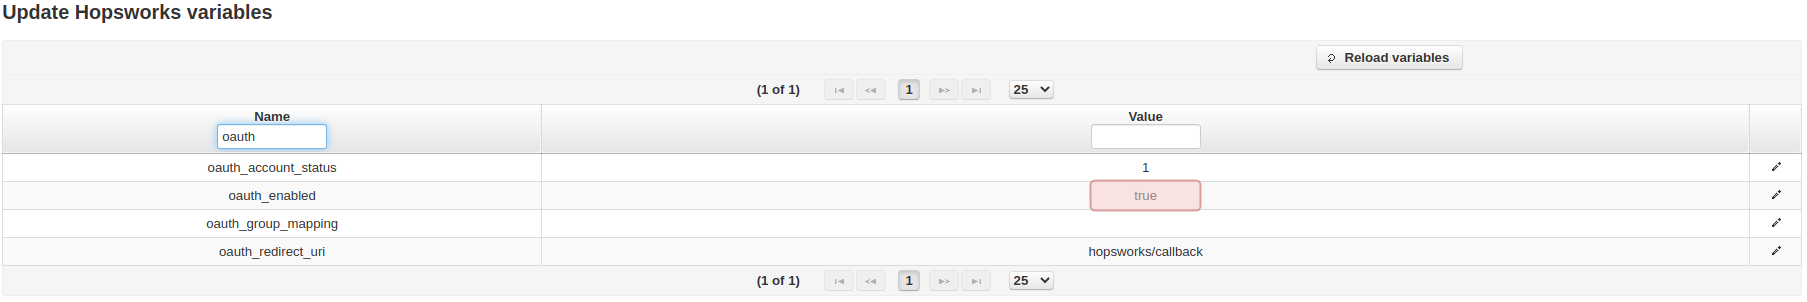 Update Hopsworks variables
Reload variables
(1 of 1) 1 25
Name Value
oauth
oauth_account_status 1
oauth_enabled true
oauth_group_mapping
oauth_redirect_uri hopsworks/callback
(1 of 1) 1 25